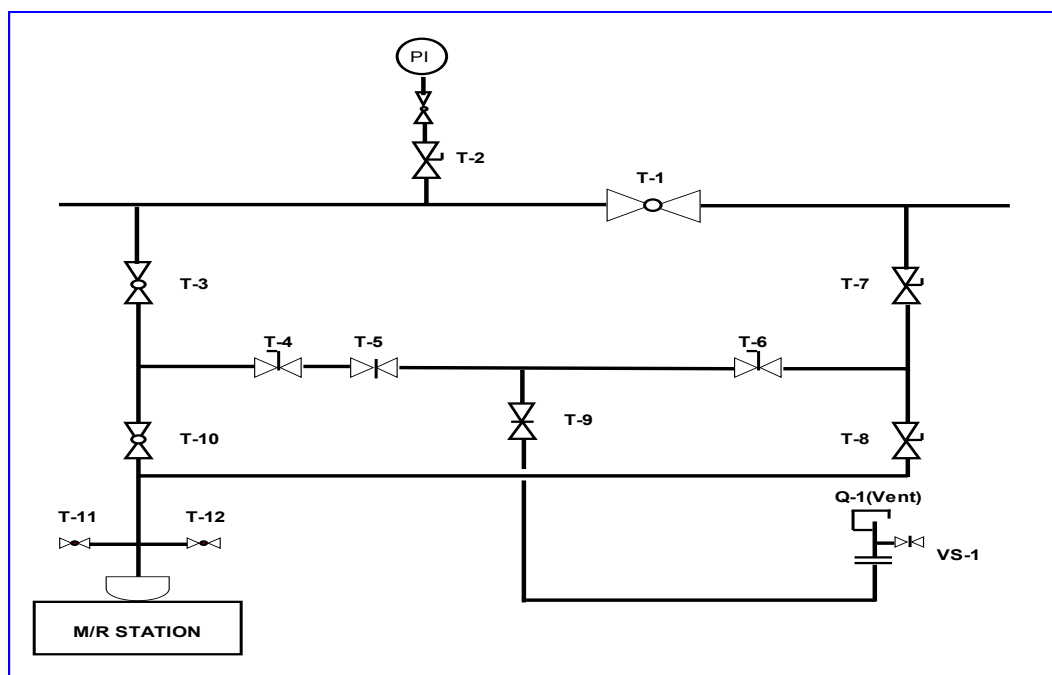 PI
T-2
T-1
T-3
T-7
T-4
T-5
T-6
T-9
T-10
T-8
Q-1(Vent)
T-11
T-12
VS-1
M/R STATION